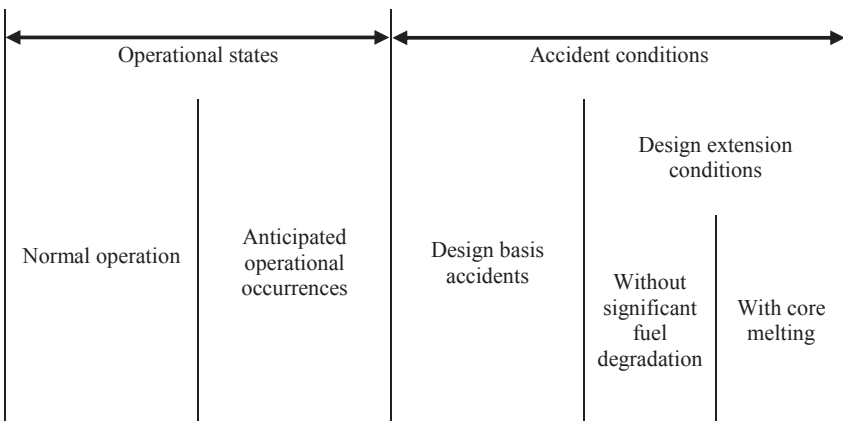 Operational states
Accident conditions
Normal operation
Anticipated
operational
occurrences
Design basis
accidents
Design extension
conditions
Without
significant
fuel
degradation
With core
melting